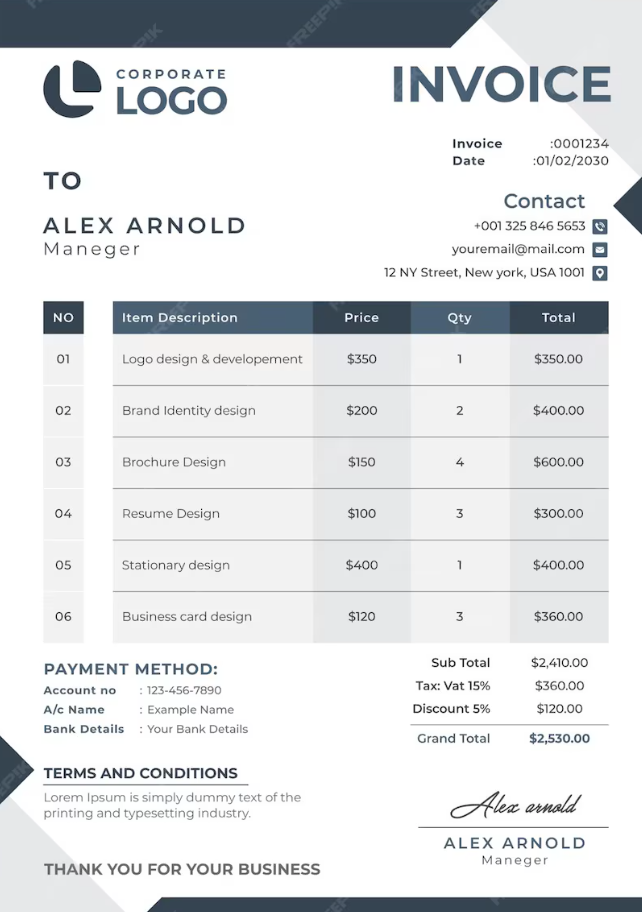 CORPORATE
LOGO
INVOICE
Invoice :0001234
Date :01/02/2030
TO
ALEX ARNOLD
Maneger
Contact
+001 325 846 5653
youremail@mail.com
12 NY Street, New york, USA 1001
NO Item Description Price Qty Total
01 Logo design & developement $350 1 $350.00
02 Brand Identity design $200 2 $400.00
03 Brochure Design $150 4 $600.00
04 Resume Design $100 3 $300.00
05 Stationary design $400 1 $400.00
06 Business card design $120 3 $360.00
Sub Total $2,410.00
Tax: Vat 15% $360.00
Discount 5% $120.00
Grand Total $2,530.00
PAYMENT METHOD:
Account no : 123-456-7890
A/c Name : Example Name
Bank Details : Your Bank Details
TERMS AND CONDITIONS
Lorem Ipsum is simply dummy text of the
printing and typesetting industry.
Alex arnold
ALEX ARNOLD
Maneger
THANK YOU FOR YOUR BUSINESS